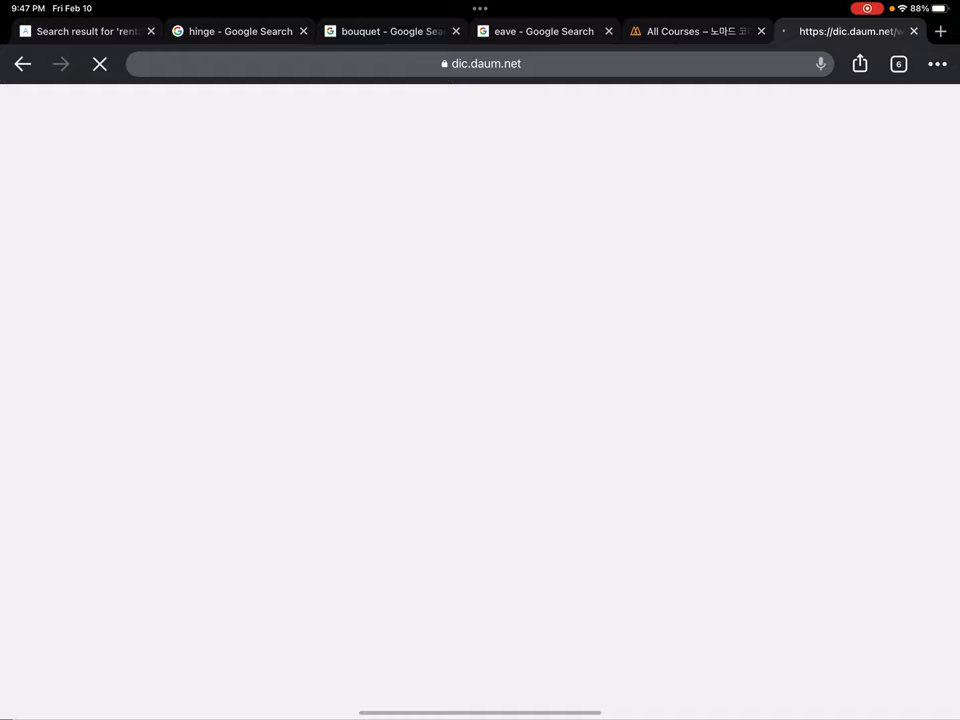 9:47 PM Fri Feb 10
88%
Search result for 'rent
hinge - Google Search
bouquet - Google Sea
eave - Google Search
All Courses – 노마드 코
https://dic.daum.net/w
dic.daum.net
6